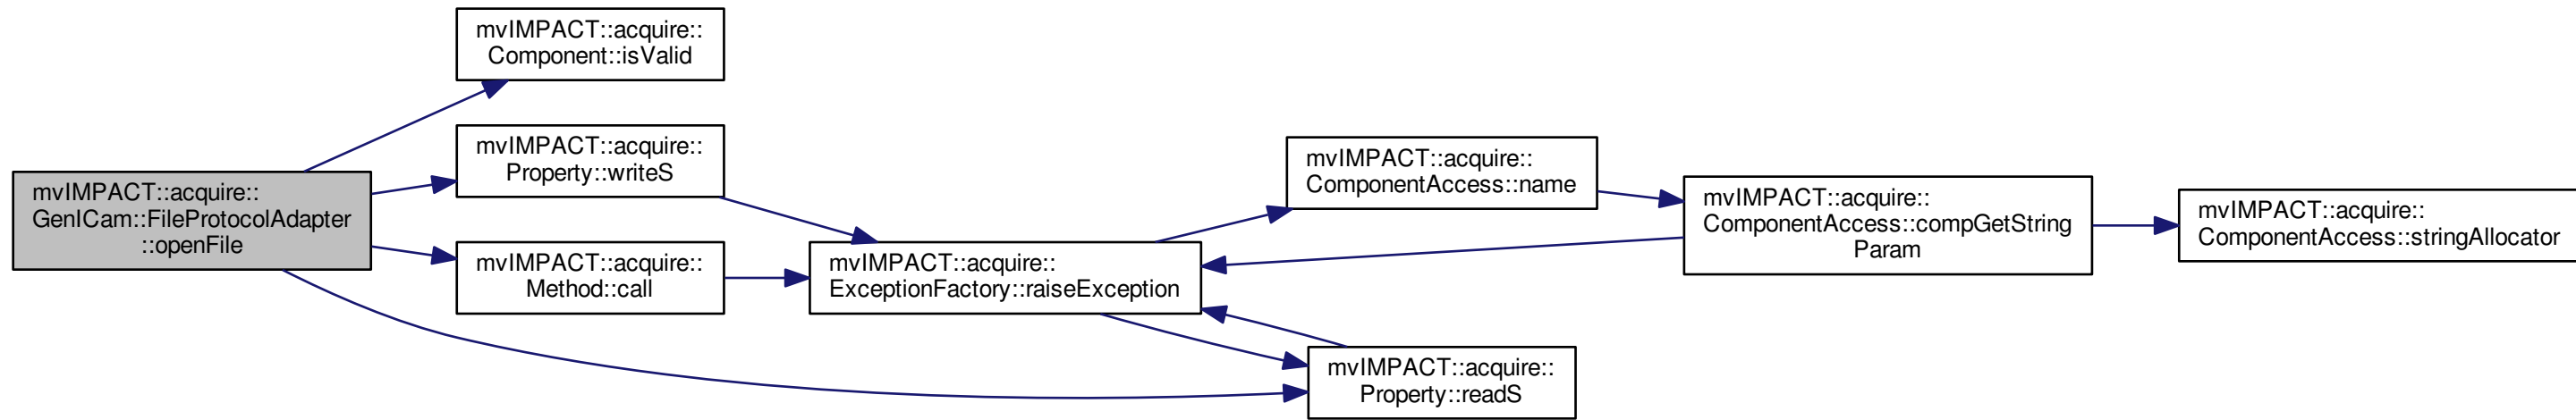 mvIMPACT::acquire::
GenICam::FileProtocolAdapter
::openFile
mvIMPACT::acquire::
Component::isValid
mvIMPACT::acquire::
Property::writeS
mvIMPACT::acquire::
Method::call
mvIMPACT::acquire::
ExceptionFactory::raiseException
mvIMPACT::acquire::
ComponentAccess::name
mvIMPACT::acquire::
Property::readS
mvIMPACT::acquire::
ComponentAccess::compGetString
Param
mvIMPACT::acquire::
ComponentAccess::stringAllocator